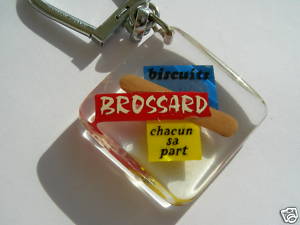 biscuits
BROSSARD
chacun
sa
part